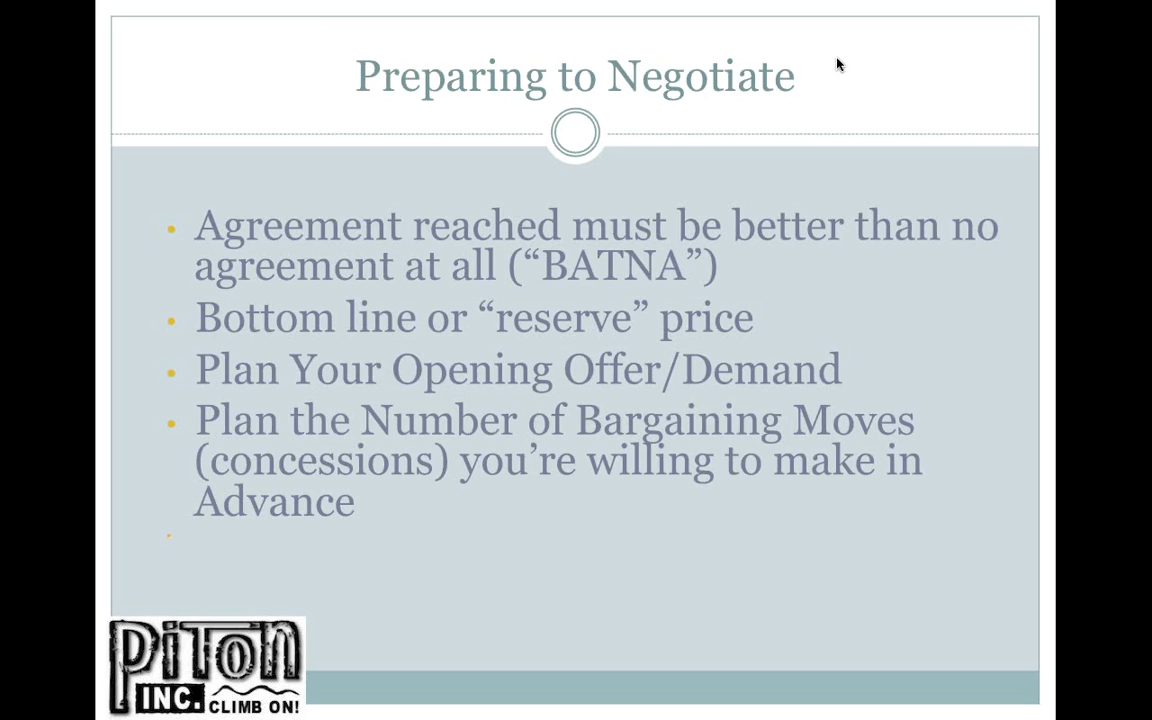 Preparing to Negotiate
• Agreement reached must be better than no
agreement at all (“BATNA”)
• Bottom line or “reserve” price
• Plan Your Opening Offer/Demand
• Plan the Number of Bargaining Moves
(concessions) you’re willing to make in
Advance
•
PiTon
INC. CLIMB ON!